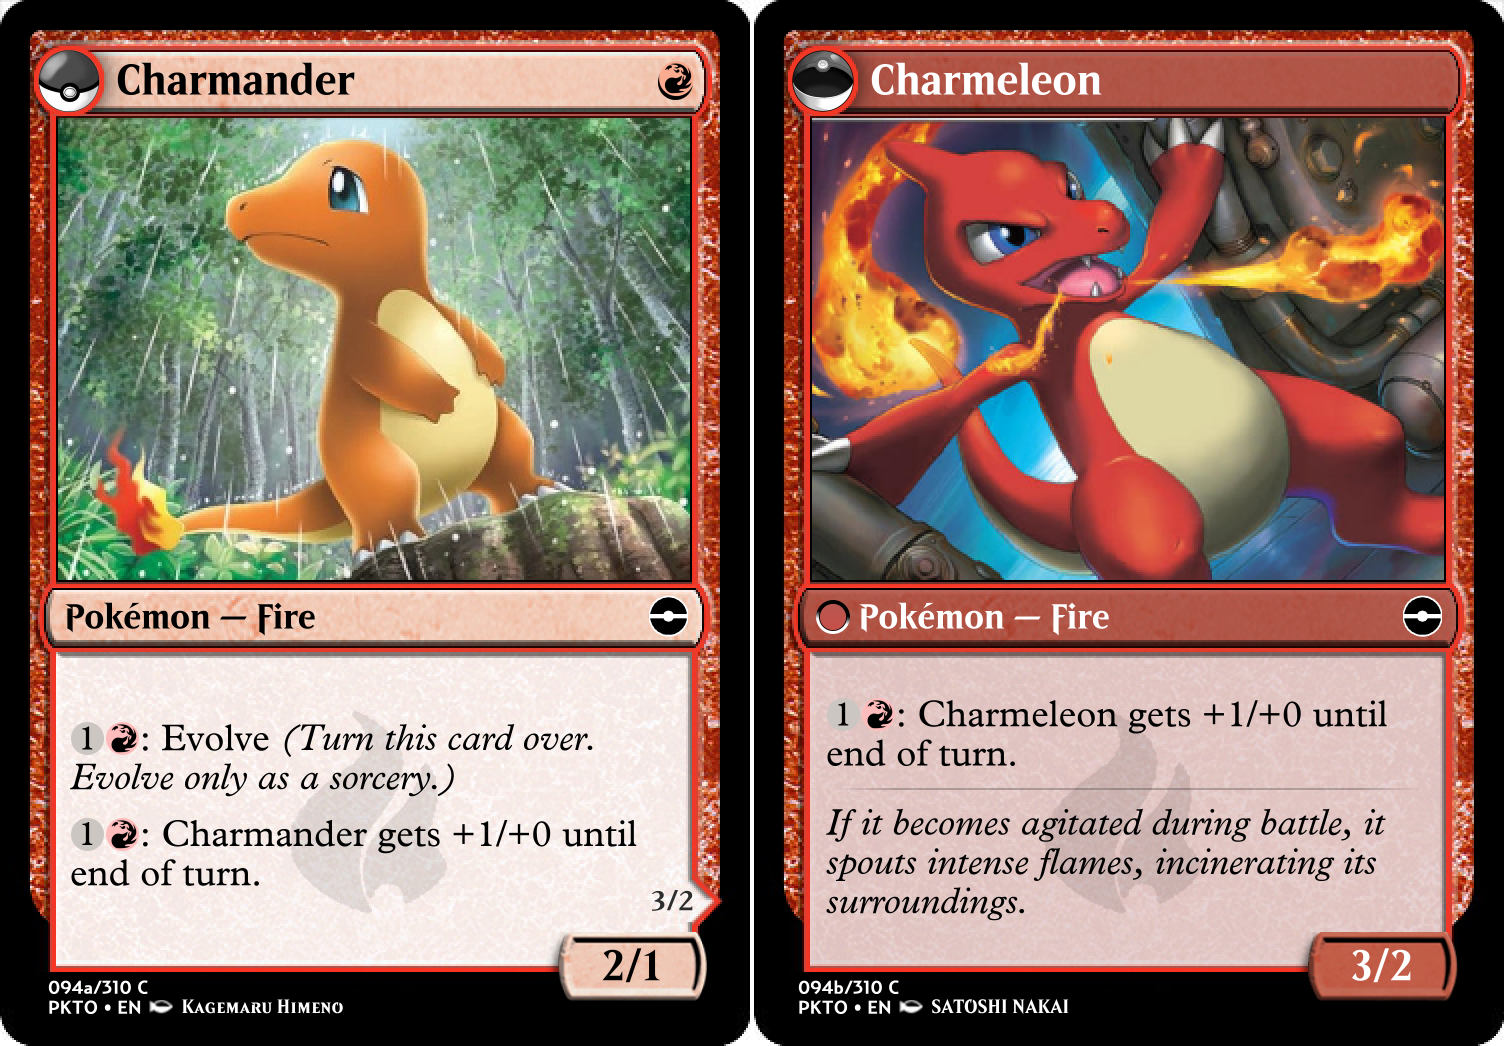 Charmander
Pokémon — Fire
1 : Evolve (Turn this card over.
Evolve only as a sorcery.)
1 : Charmander gets +1/+0 until
end of turn.
3/2
2/1
094a/310 C
PKTO • EN KAGEMARU HIMENO
Charmeleon
Pokémon — Fire
1 : Charmeleon gets +1/+0 until
end of turn.
If it becomes agitated during battle, it
spouts intense flames, incinerating its
surroundings.
3/2
094b/310 C
PKTO • EN SATOSHI NAKAI